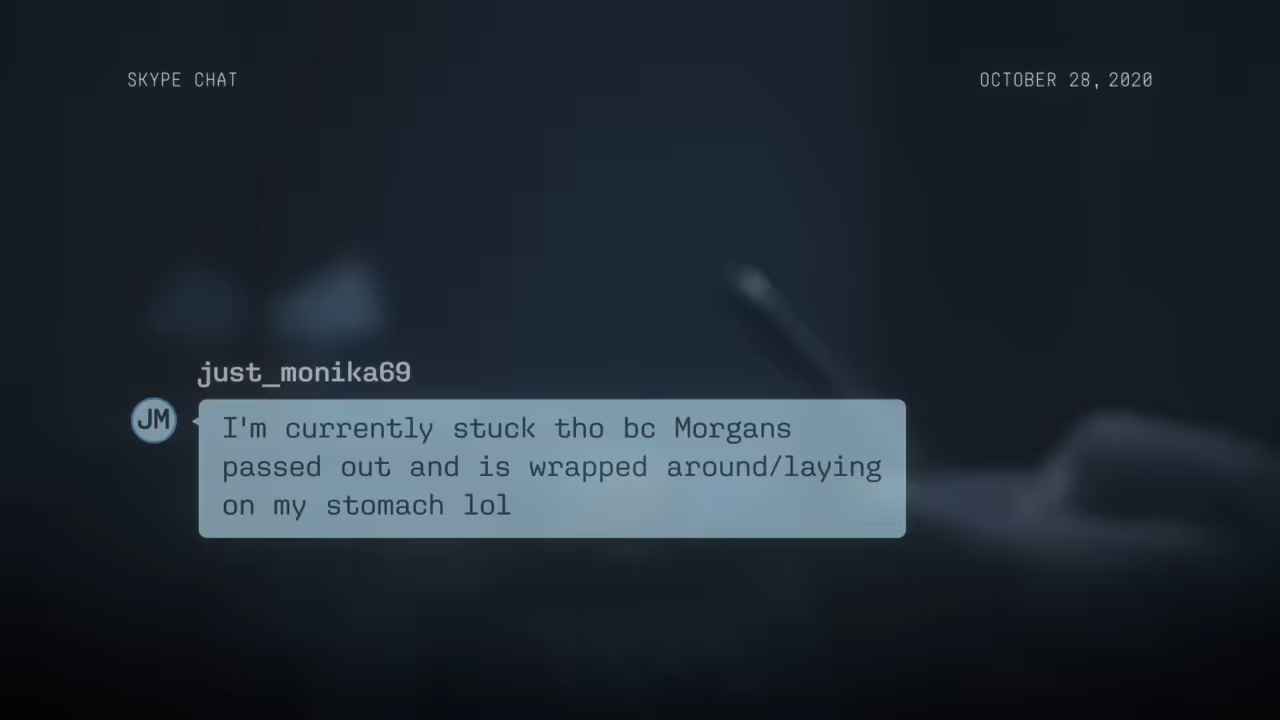 SKYPE CHAT
OCTOBER 28, 2020
just_monika69
JM
I'm currently stuck tho bc Morgans
passed out and is wrapped around/laying
on my stomach lol